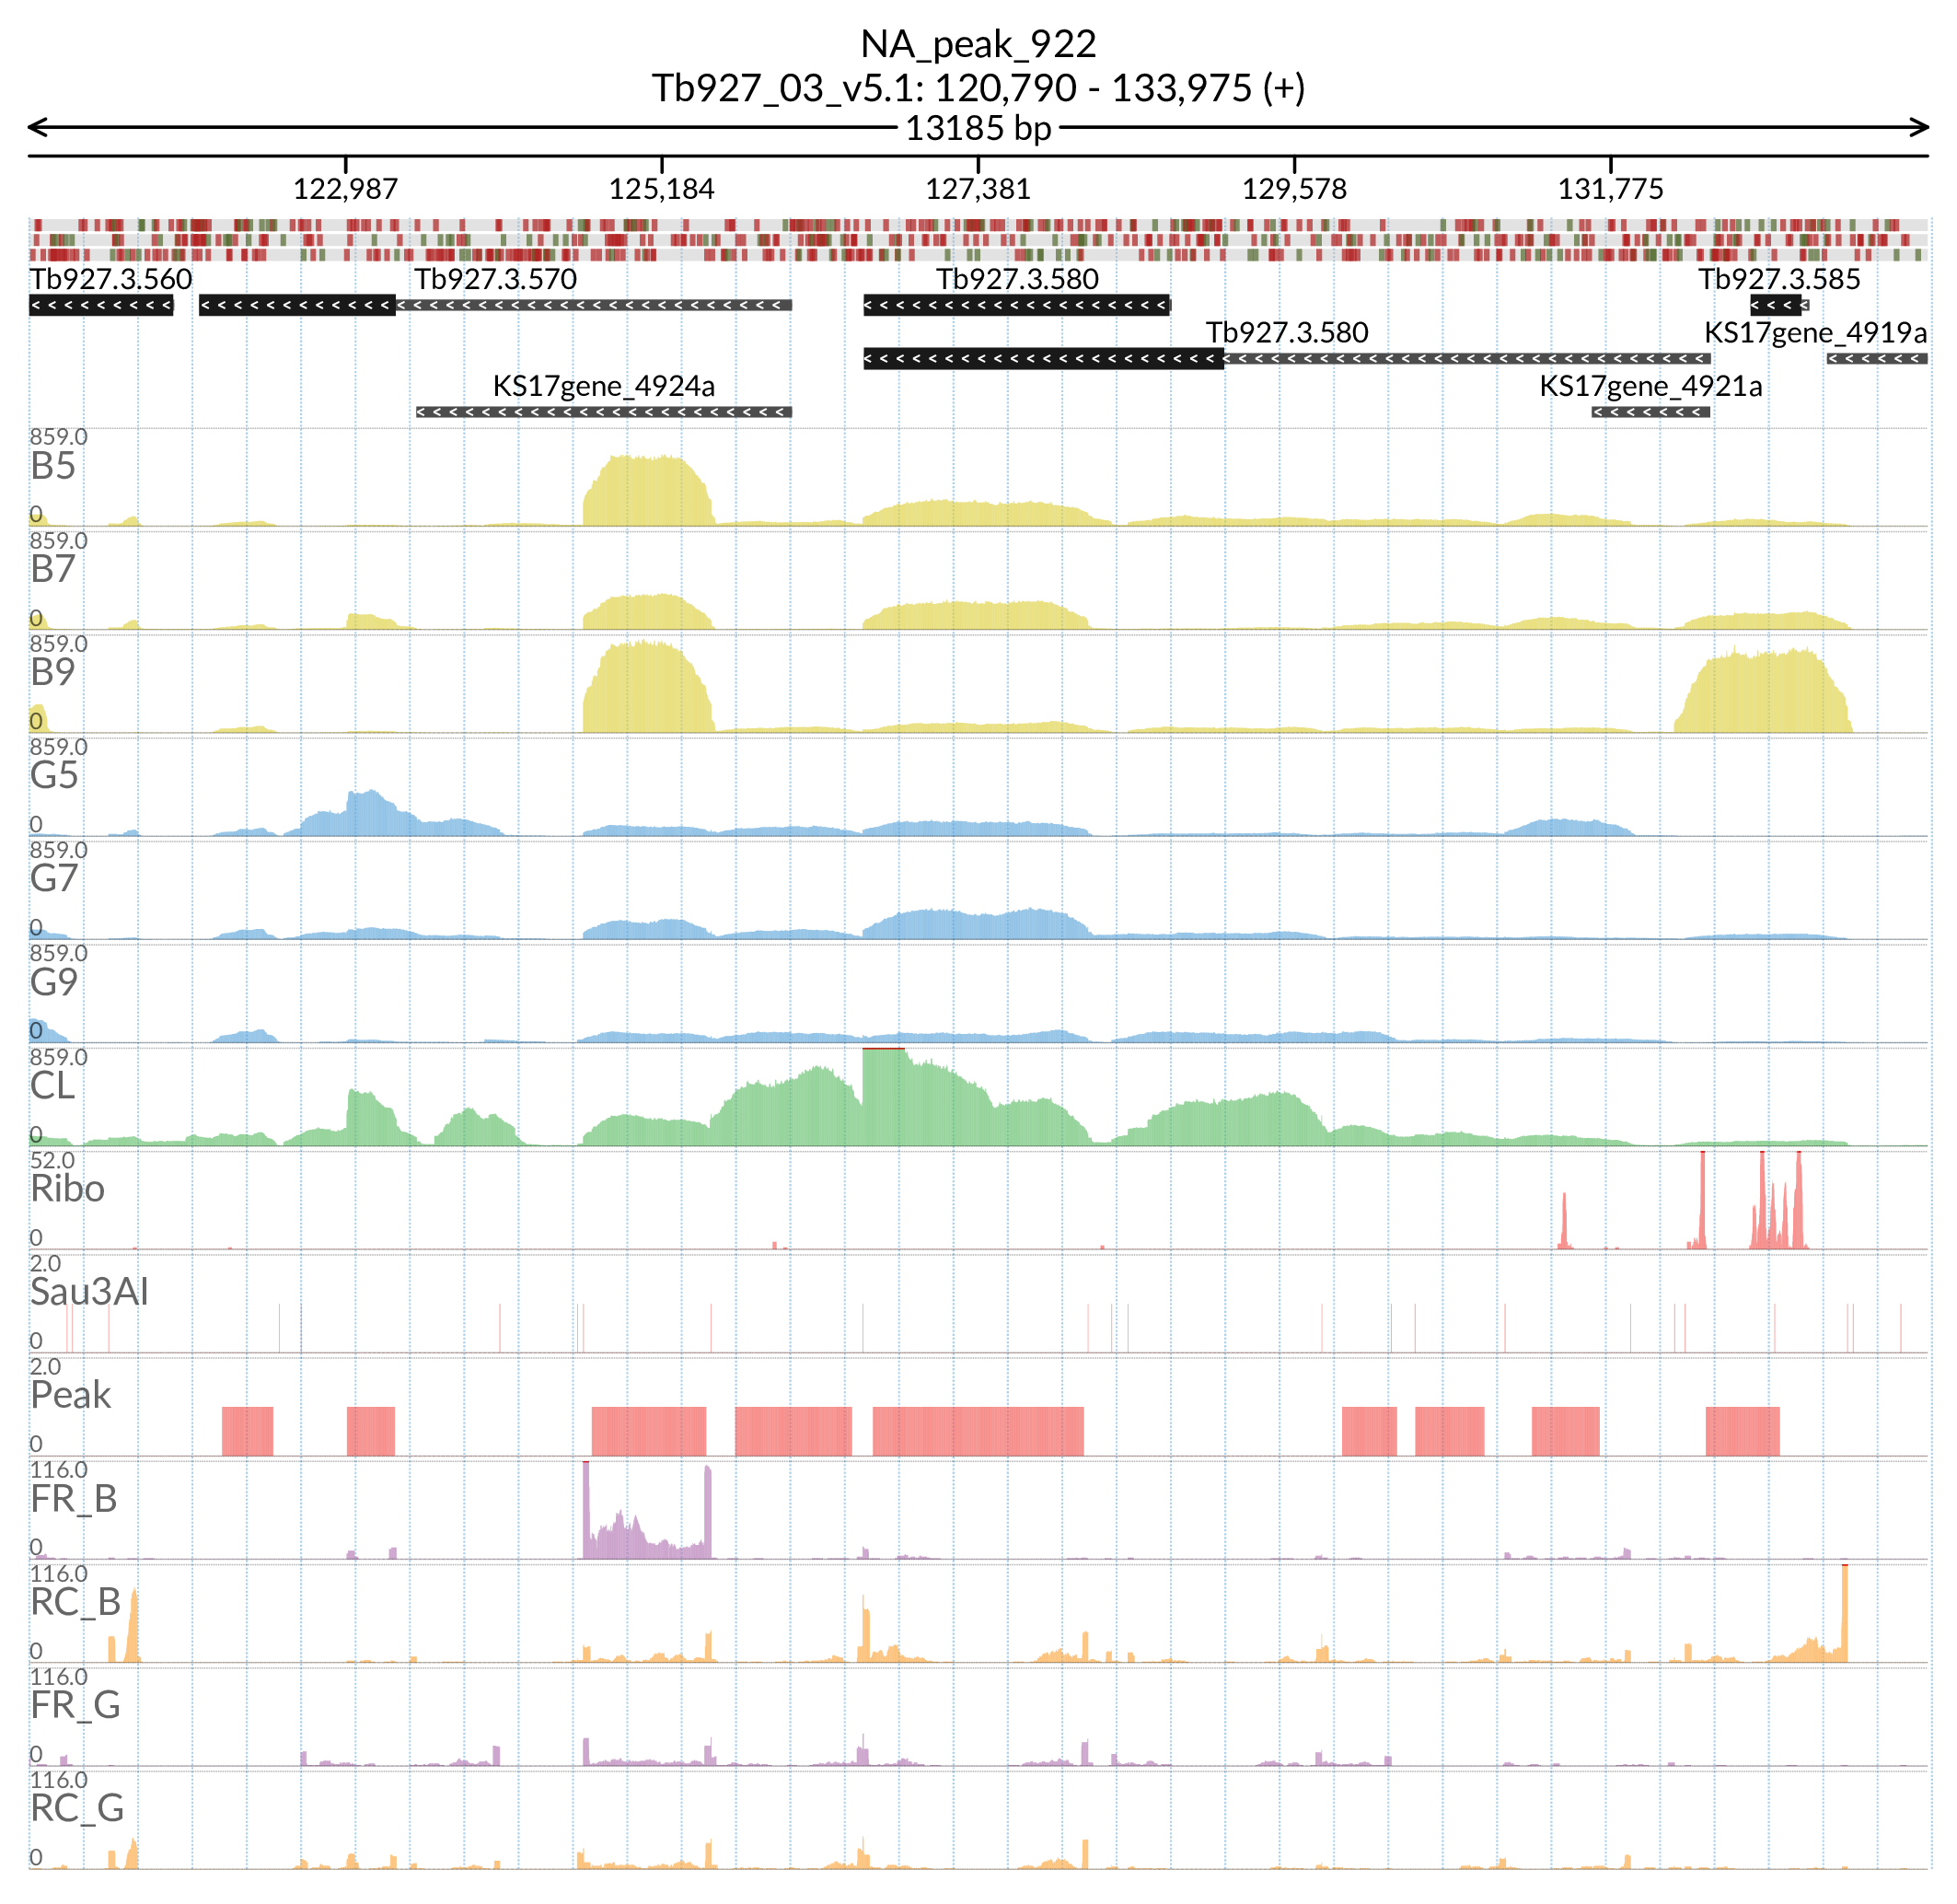 NA_peak_922
Tb927_03_v5.1: 120,790 - 133,975 (+)
13185 bp
122,987 125,184 127,381 129,578 131,775
Tb927.3.560 Tb927.3.570 Tb927.3.580 Tb927.3.585
Tb927.3.580 KS17gene_4919a
KS17gene_4924a KS17gene_4921a
859.0
B5
0
859.0
B7
0
859.0
B9
0
859.0
G5
0
859.0
G7
0
859.0
G9
0
859.0
CL
0
52.0
Ribo
0
2.0
Sau3AI
0
2.0
Peak
0
116.0
FR_B
0
116.0
RC_B
0
116.0
FR_G
0
116.0
RC_G
0